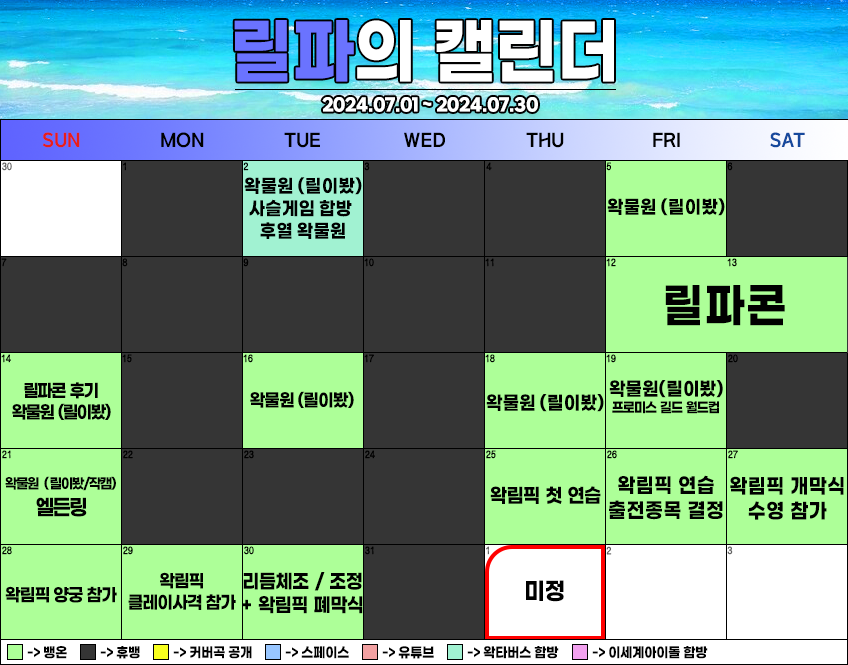 릴파의 캘린더
2024.07.01 ~ 2024.07.30
SUN MON TUE WED THU FRI SAT
30 1 2 3 4 5 6
왁물원 (릴이봤)
사슬게임 합방
후열 왁물원
왁물원 (릴이봤)
7 8 9 10 11 12 13
릴파콘
14 15 16 17 18 19 20
릴파콘 후기
왁물원 (릴이봤)
왁물원 (릴이봤)
왁물원 (릴이봤)
왁물원(릴이봤)
프로미스 길드 월드컵
21 22 23 24 25 26 27
왁물원 (릴이봤/작캠)
엘든링
왁림픽 첫 연습
왁림픽 연습
출전종목 결정
왁림픽 개막식
수영 참가
28 29 30 31 1 2 3
왁림픽 양궁 참가
왁림픽
클레이사격 참가
리듬체조 / 조정
+ 왁림픽 폐막식
미정
-> 뱅온 -> 휴뱅 -> 커버곡 공개 -> 스페이스 -> 유튜브 -> 왁타버스 합방 -> 이세계아이돌 합방